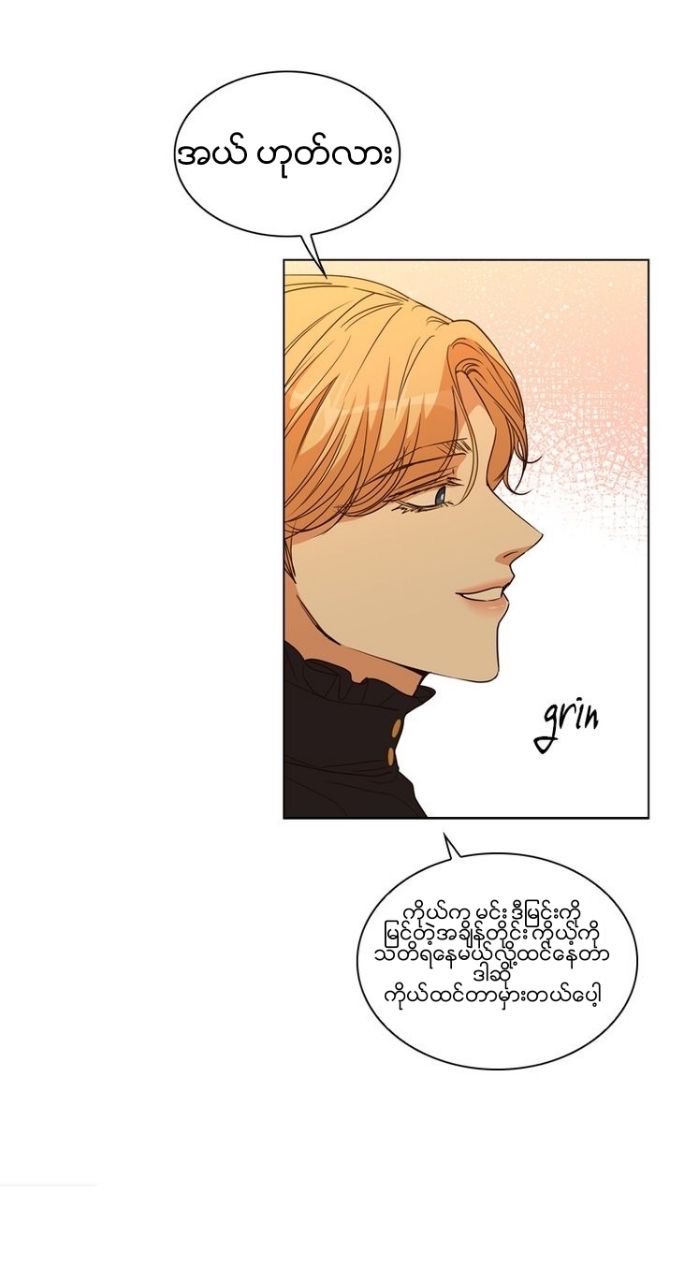 အယ် ဟုတ်လား
grin
ကိုယ်က မင်း ဒီမြင်းကို
မြင်တဲ့အချိန်တိုင်း ကိုယ့်ကို
သတိရနေမယ်လို့ထင်နေတာ
ဒါဆို
ကိုယ်ထင်တာမှားတယ်ပေါ့